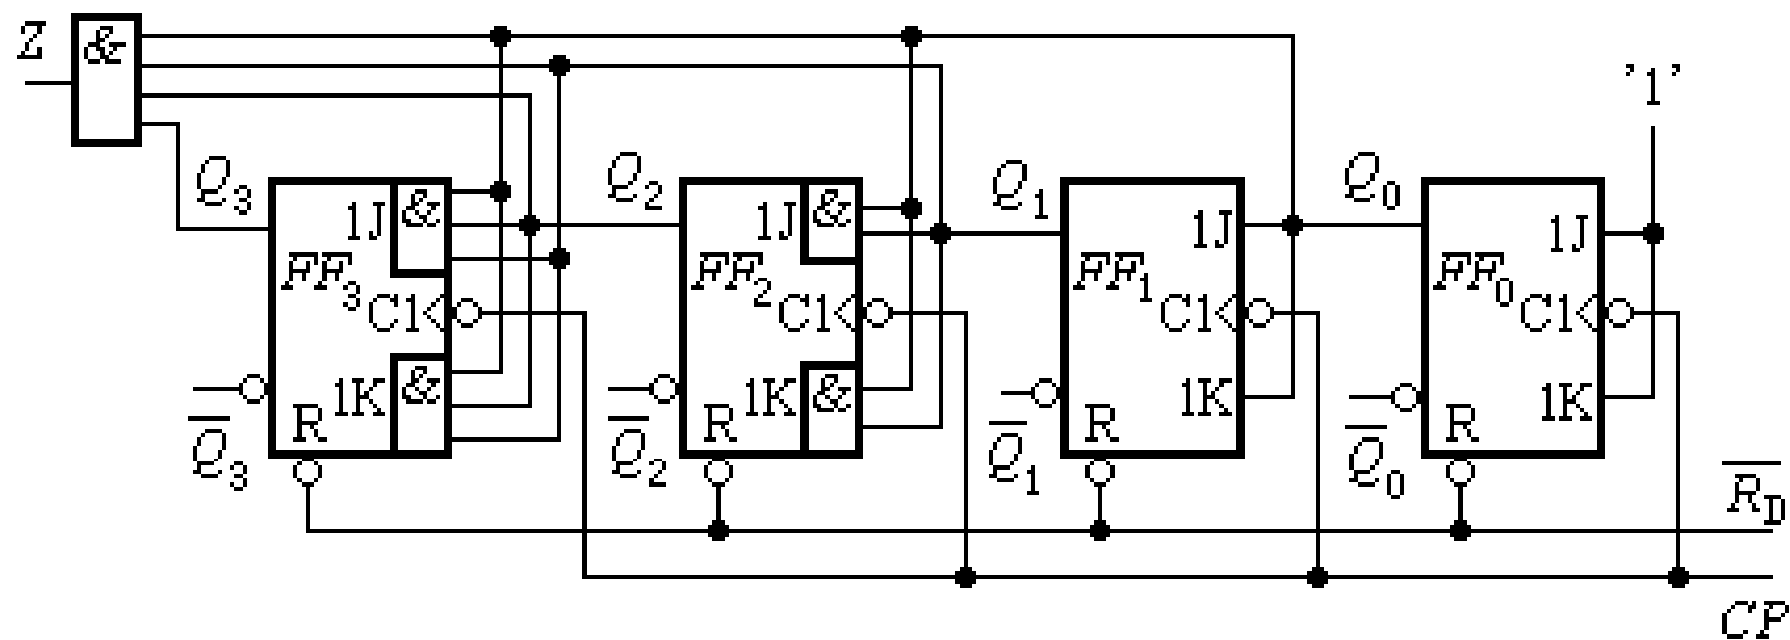 Z & '1'
Q₃ Q₂ Q₁ Q₀
& &
1J 1J 1J 1J
FF₃ FF₂ FF₁ FF₀
C1 C1 C1 C1
1K & 1K & 1K 1K
R R R R
Q̅₃ Q̅₂ Q̅₁ Q̅₀
R̅D
CP